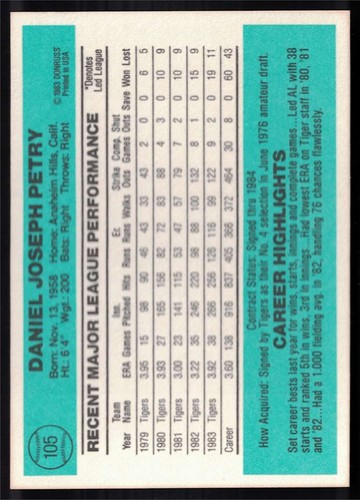 105 DANIEL JOSEPH PETRY
© 1983 DONRUSS
Printed in USA
Born: Nov. 13, 1958 Home: Anaheim Hills, Calif.
Ht.: 6'4" Wgt.: 200 Bats: Right Throws: Right
RECENT MAJOR LEAGUE PERFORMANCE
*Denotes
Led League
Team Inn. Er. Strike Comp. Shut
Year Name ERA Games Pitched Hits Runs Runs Walks Outs Games Outs Save Won Lost
1979 Tigers 3.95 15 98 90 46 43 33 43 2 0 0 6 5
1980 Tigers 3.93 27 165 156 82 72 83 88 4 3 0 10 9
1981 Tigers 3.00 23 141 115 53 47 57 79 7 2 0 10 9
1982 Tigers 3.22 35 246 220 98 88 100 132 8 1 0 15 9
1983 Tigers 3.92 38 266 256 126 116 99 122 9 2 0 19 11
Career 3.60 138 916 837 405 366 372 464 30 8 0 60 43
Contract Status: Signed thru 1984
How Acquired: Signed by Tigers as their No. 4 selection in June 1976 amateur draft.
CAREER HIGHLIGHTS
Set career bests last year for wins, starts, innings and complete games...Led AL with 38
starts and ranked 5th in wins, 3rd in innings...Had lowest ERA on Tiger staff in '80, '81
and '82...Had a 1.000 fielding avg. in '82, handling 76 chances flawlessly.